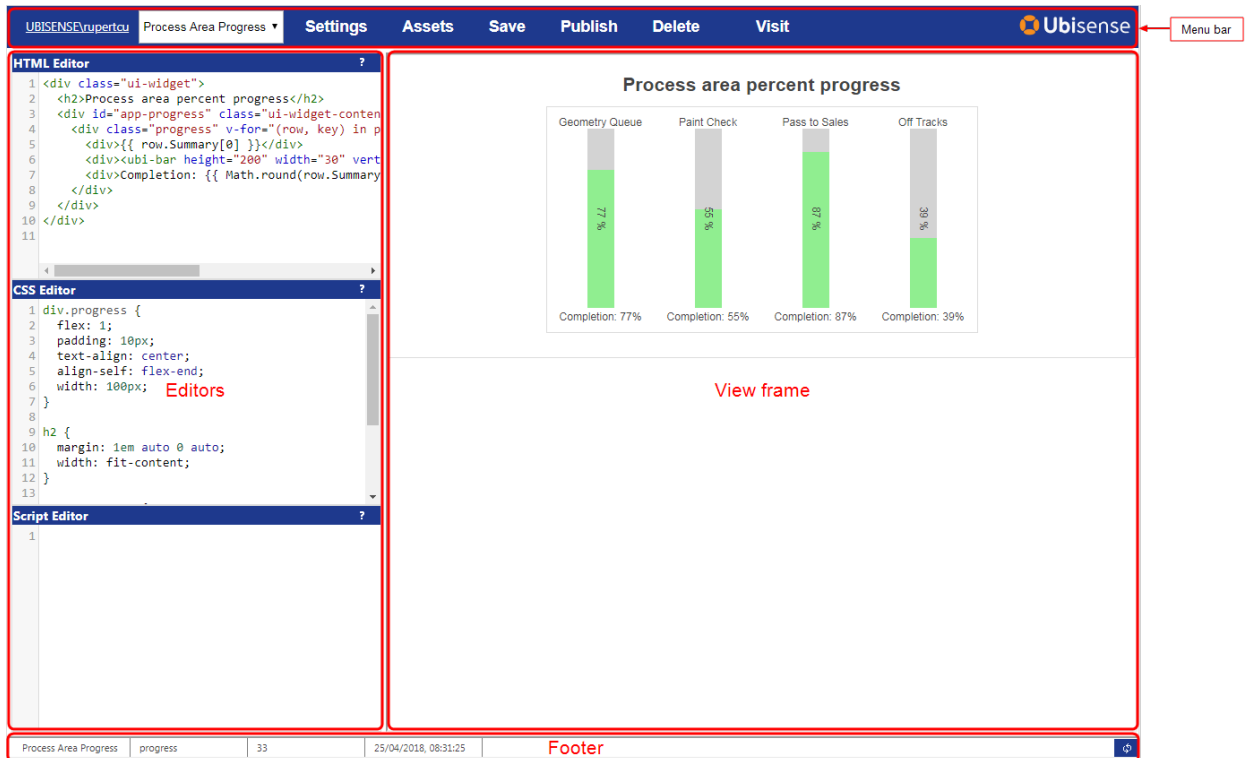 UBISENSE\rupertcu Process Area Progress ▼ Settings Assets Save Publish Delete Visit Ubisense
Menu bar
HTML Editor ?
1 <div class="ui-widget">
2 <h2>Process area percent progress</h2>
3 <div id="app-progress" class="ui-widget-conten
4 <div class="progress" v-for="(row, key) in p
5 <div>{{ row.Summary[0] }}</div>
6 <div><ubi-bar height="200" width="30" vert
7 <div>Completion: {{ Math.round(row.Summary
8 </div>
9 </div>
10 </div>
11
CSS Editor ?
1 div.progress {
2 flex: 1;
3 padding: 10px;
4 text-align: center;
5 align-self: flex-end;
6 width: 100px;
7 }
8
9 h2 {
10 margin: 1em auto 0 auto;
11 width: fit-content;
12 }
13
Editors
Script Editor ?
1
Process area percent progress
Geometry Queue Paint Check Pass to Sales Off Tracks
77 % 55 % 87 % 39 %
Completion: 77% Completion: 55% Completion: 87% Completion: 39%
View frame
Process Area Progress progress 33 25/04/2018, 08:31:25 Footer